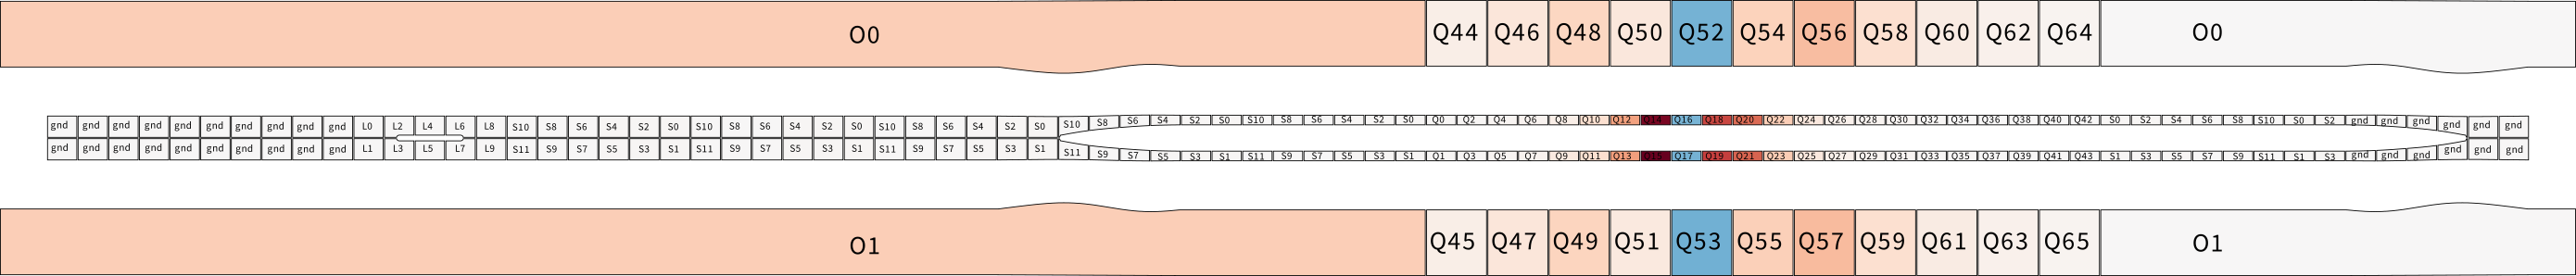 O0 Q44 Q46 Q48 Q50 Q52 Q54 Q56 Q58 Q60 Q62 Q64 O0
gnd gnd gnd gnd gnd gnd gnd gnd gnd gnd L0 L2 L4 L6 L8 S10 S8 S6 S4 S2 S0 S10 S8 S6 S4 S2 S0 S10 S8 S6 S4 S2 S0 S10 S8 S6 S4 S2 S0 S10 S8 S6 S4 S2 S0 Q0 Q2 Q4 Q6 Q8 Q10 Q12 Q14 Q16 Q18 Q20 Q22 Q24 Q26 Q28 Q30 Q32 Q34 Q36 Q38 Q40 Q42 S0 S2 S4 S6 S8 S10 S0 S2 gnd gnd gnd gnd gnd gnd
gnd gnd gnd gnd gnd gnd gnd gnd gnd gnd L1 L3 L5 L7 L9 S11 S9 S7 S5 S3 S1 S11 S9 S7 S5 S3 S1 S11 S9 S7 S5 S3 S1 S11 S9 S7 S5 S3 S1 S11 S9 S7 S5 S3 S1 Q1 Q3 Q5 Q7 Q9 Q11 Q13 Q15 Q17 Q19 Q21 Q23 Q25 Q27 Q29 Q31 Q33 Q35 Q37 Q39 Q41 Q43 S1 S3 S5 S7 S9 S11 S1 S3 gnd gnd gnd gnd gnd gnd
O1 Q45 Q47 Q49 Q51 Q53 Q55 Q57 Q59 Q61 Q63 Q65 O1